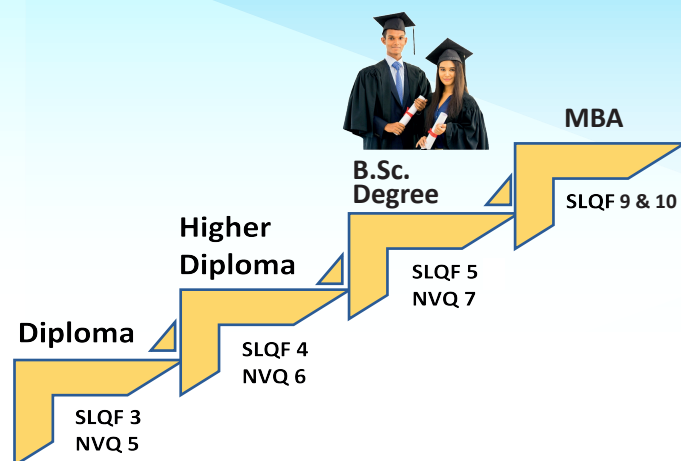 MBA
SLQF 9 & 10
B.Sc.
Degree
SLQF 5
NVQ 7
Higher
Diploma
SLQF 4
NVQ 6
Diploma
SLQF 3
NVQ 5